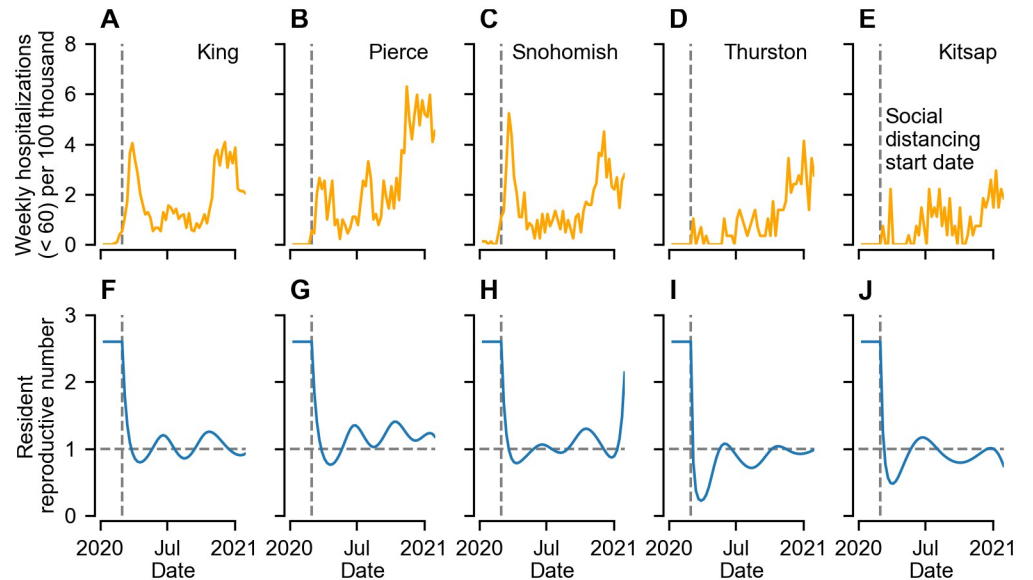 A B C D E
Weekly hospitalizations
(< 60) per 100 thousand
8
6
4
2
0
King
Pierce
Snohomish
Thurston
Kitsap
Social
distancing
start date
F G H I J
Resident
reproductive number
3
2
1
0
2020 Jul 2021 2020 Jul 2021 2020 Jul 2021 2020 Jul 2021 2020 Jul 2021
Date Date Date Date Date